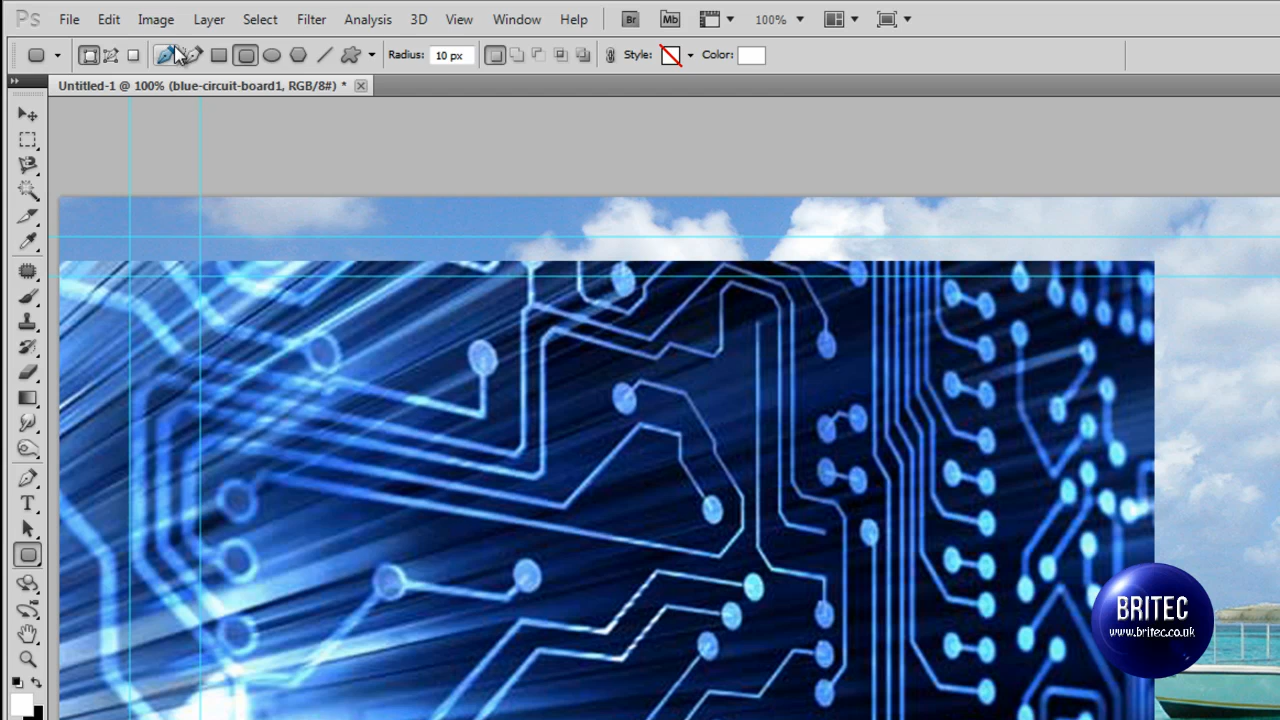 Ps File Edit Image Layer Select Filter Analysis 3D View Window Help Br Mb 100%
Radius: 10 px Style: Color:
Untitled-1 @ 100% (blue-circuit-board1, RGB/8#) *
T
BRITEC
www.britec.co.uk